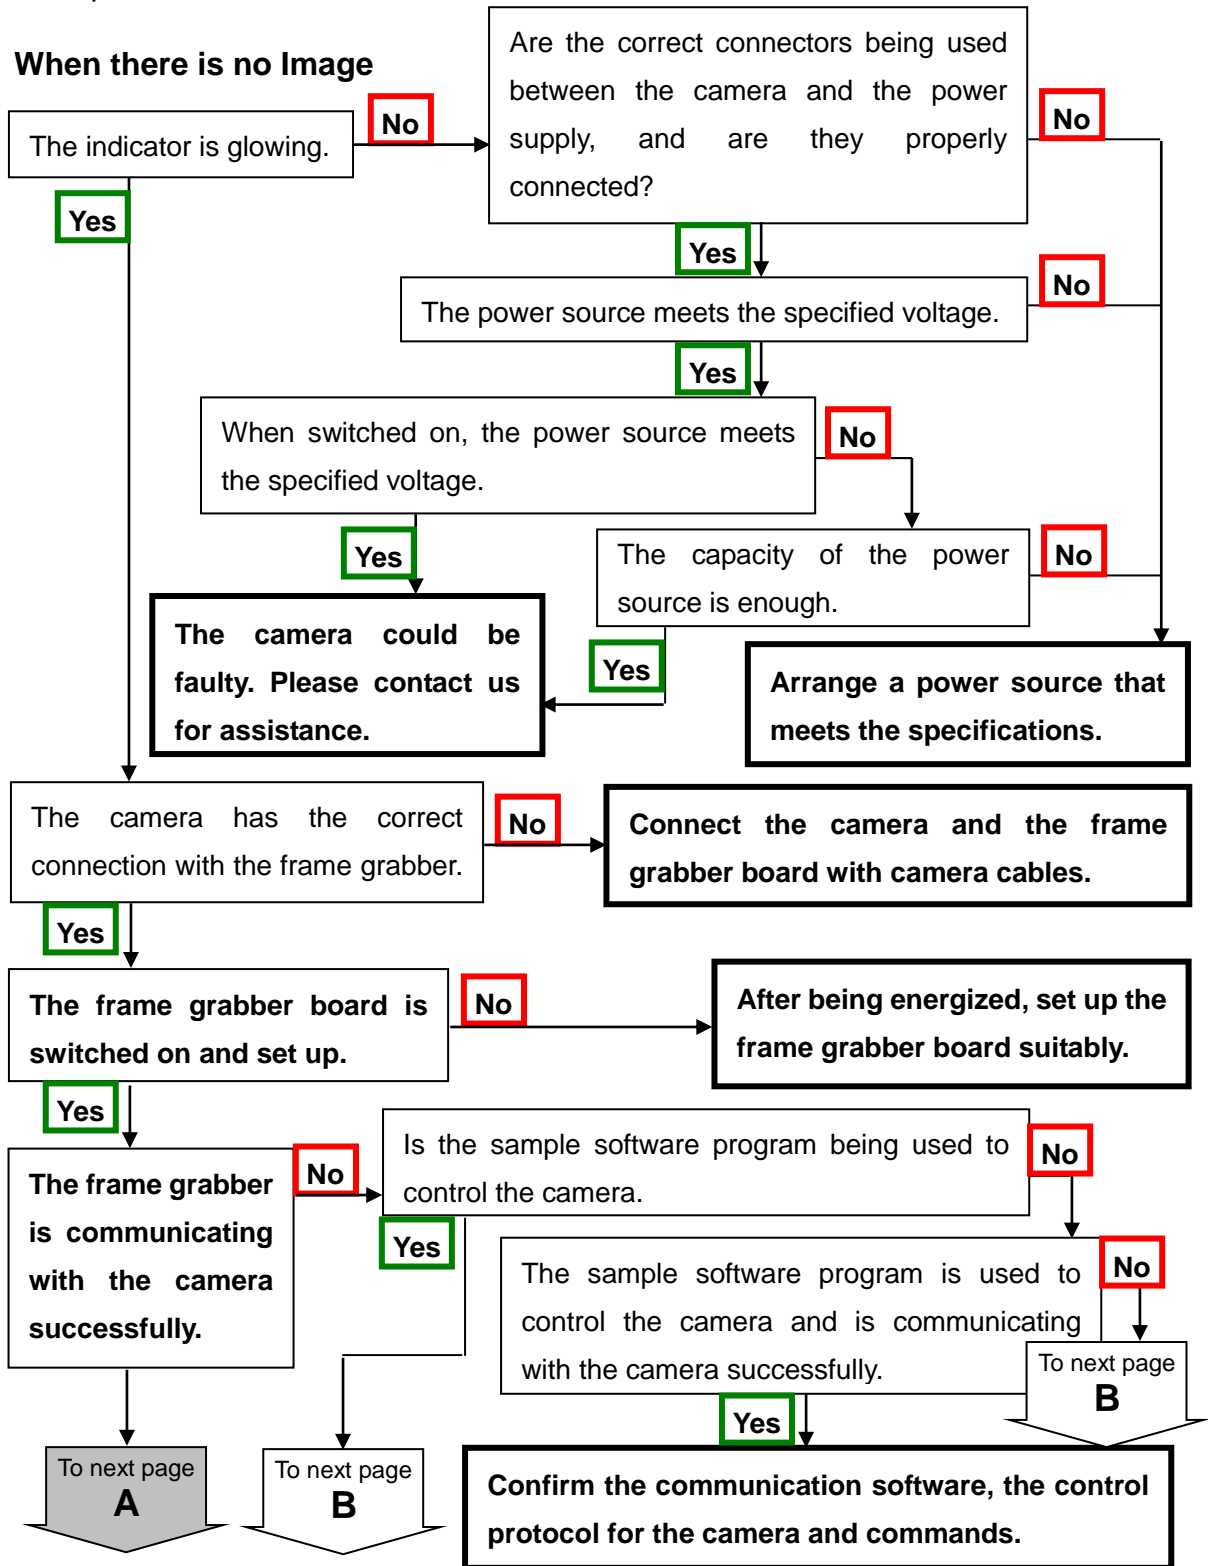 When there is no Image
Are the correct connectors being used
between the camera and the power
supply, and are they properly
connected?
No
No
The indicator is glowing.
Yes
Yes
No
The power source meets the specified voltage.
Yes
When switched on, the power source meets
the specified voltage.
No
Yes
The capacity of the power
source is enough.
No
The camera could be
faulty. Please contact us
for assistance.
Yes
Arrange a power source that
meets the specifications.
The camera has the correct
connection with the frame grabber.
No
Connect the camera and the frame
grabber board with camera cables.
Yes
The frame grabber board is
switched on and set up.
No
After being energized, set up the
frame grabber board suitably.
Yes
The frame grabber
is communicating
with the camera
successfully.
No
Is the sample software program being used to
control the camera.
No
Yes
The sample software program is used to
control the camera and is communicating
with the camera successfully.
No
To next page
B
Yes
To next page
A
To next page
B
Confirm the communication software, the control
protocol for the camera and commands.